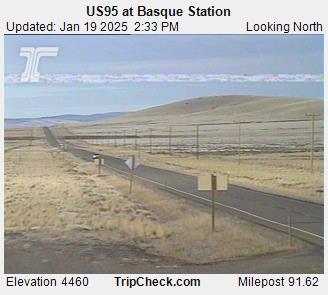 US95 at Basque Station
Updated: Jan 19 2025 2:33 PM Looking North
Elevation 4460 TripCheck.com Milepost 91.62